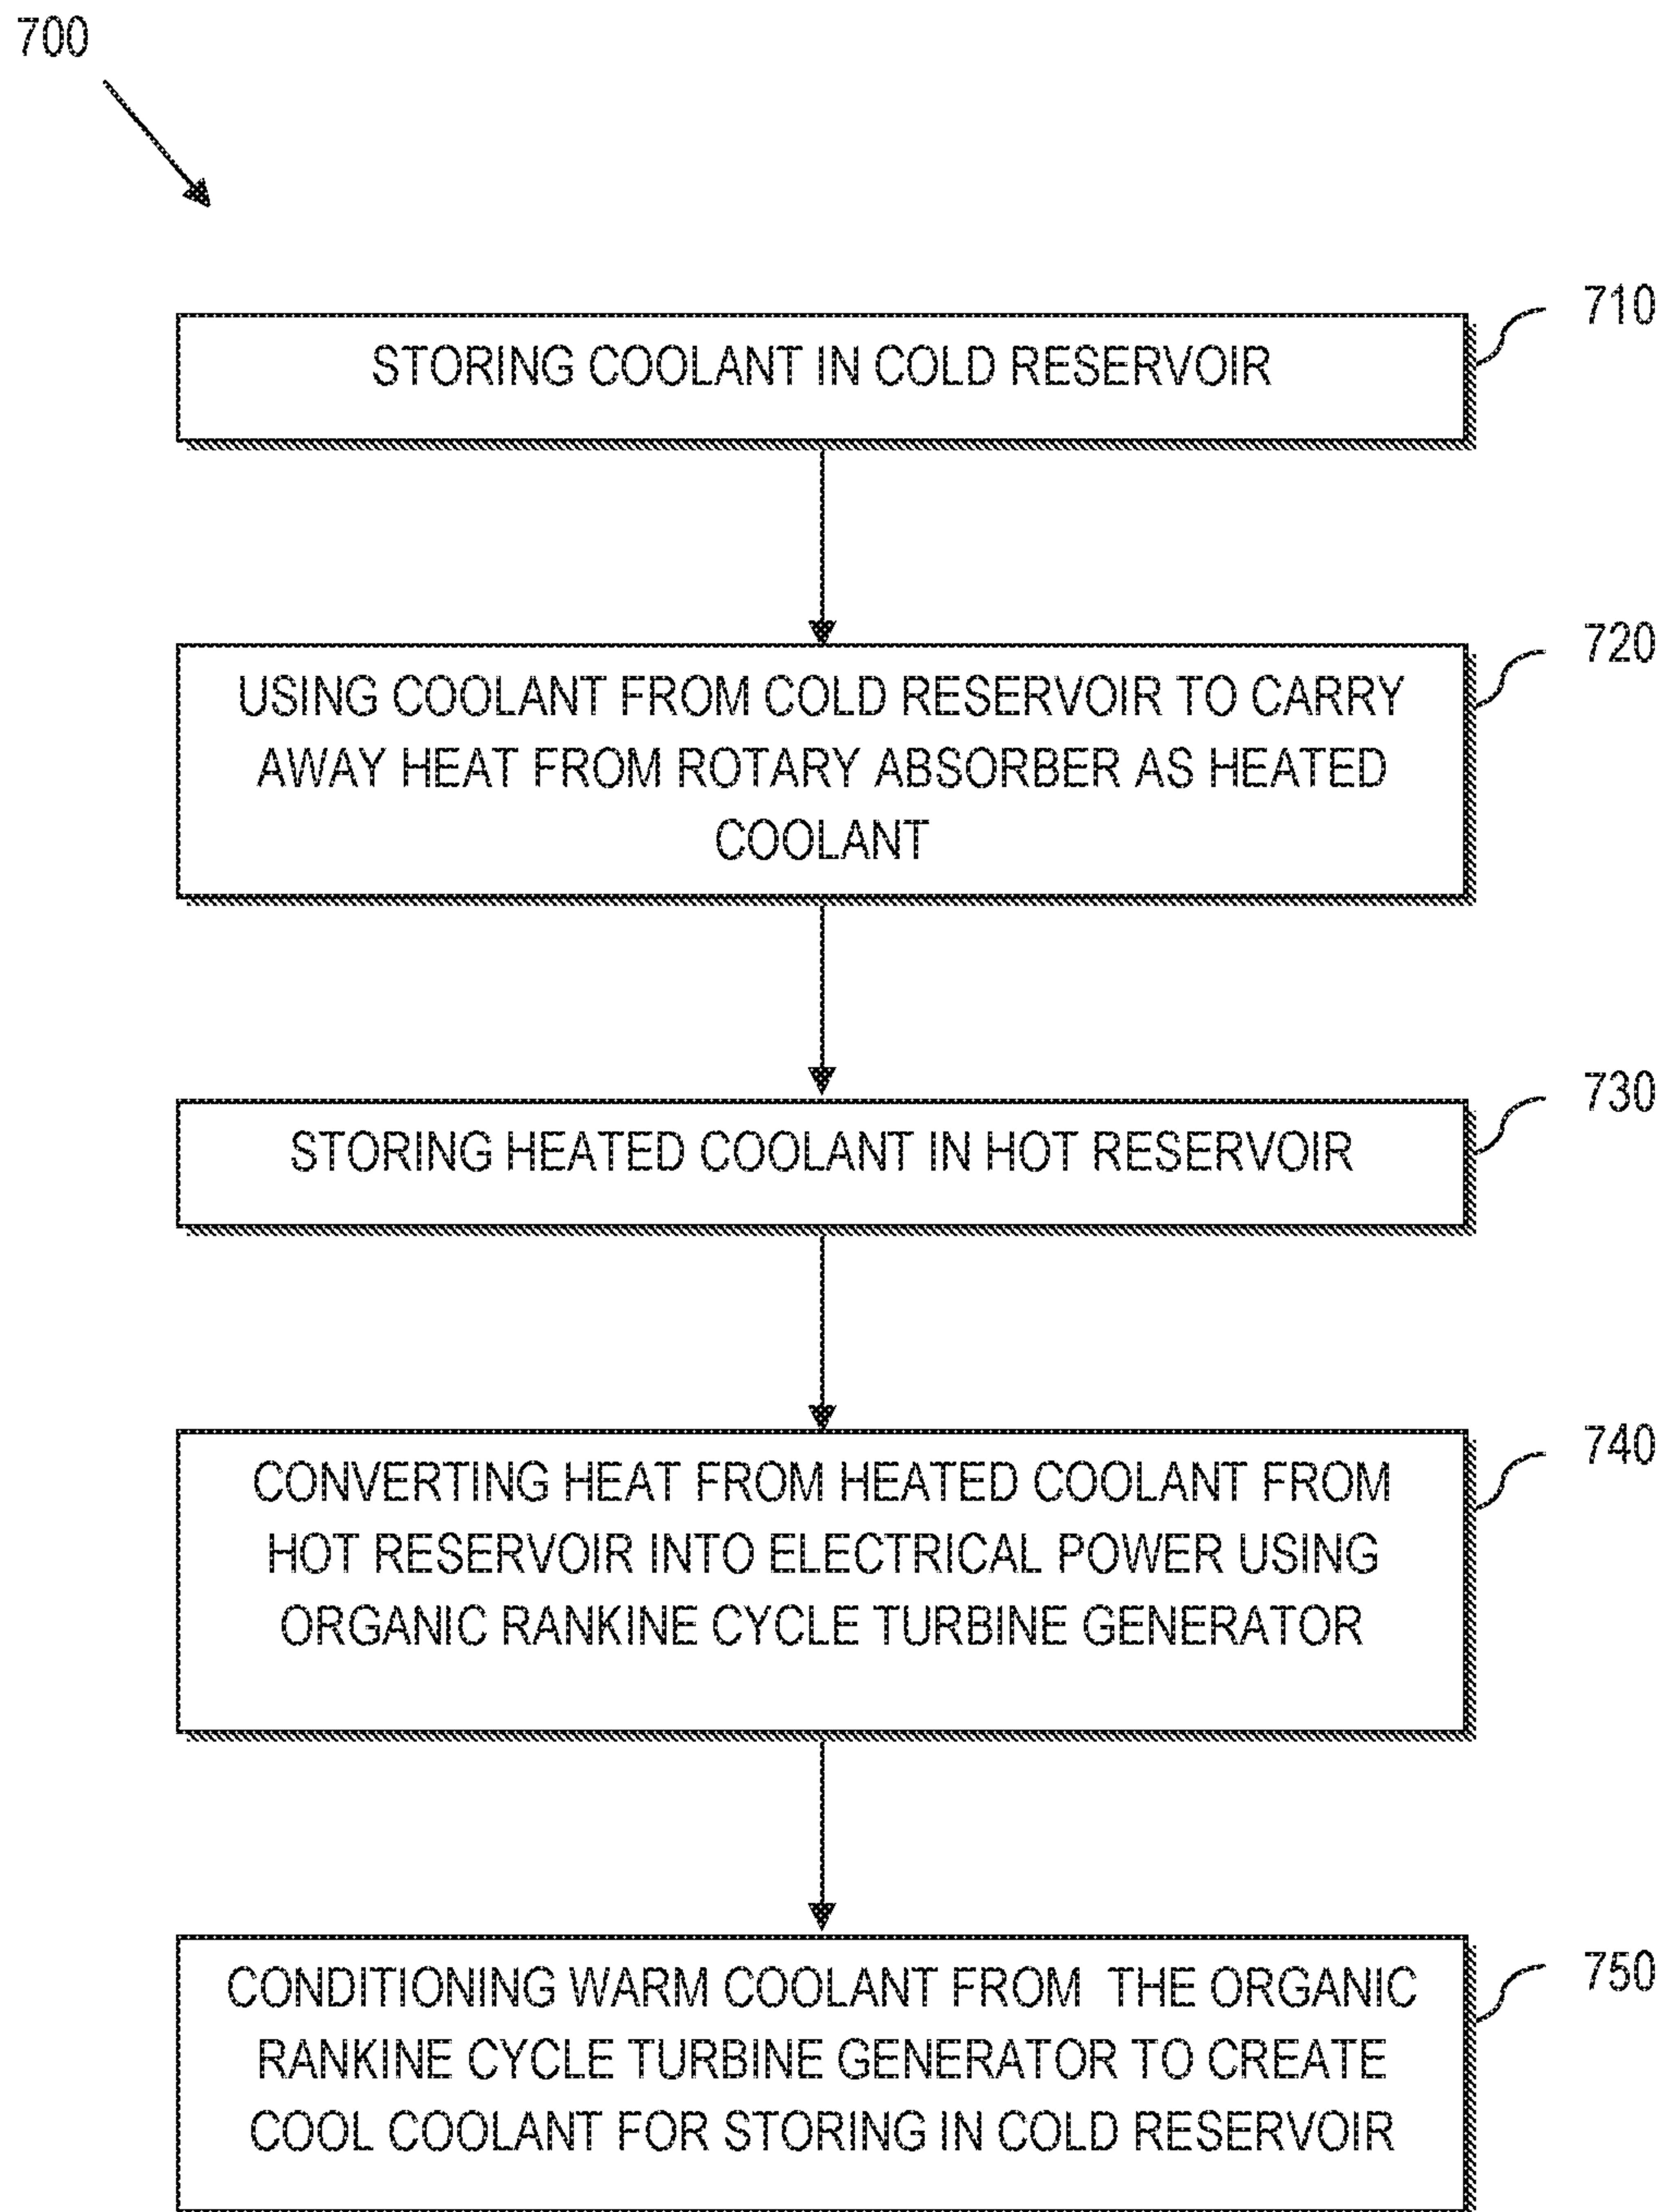 700
710
STORING COOLANT IN COLD RESERVOIR
720
USING COOLANT FROM COLD RESERVOIR TO CARRY
AWAY HEAT FROM ROTARY ABSORBER AS HEATED
COOLANT
730
STORING HEATED COOLANT IN HOT RESERVOIR
740
CONVERTING HEAT FROM HEATED COOLANT FROM
HOT RESERVOIR INTO ELECTRICAL POWER USING
ORGANIC RANKINE CYCLE TURBINE GENERATOR
750
CONDITIONING WARM COOLANT FROM THE ORGANIC
RANKINE CYCLE TURBINE GENERATOR TO CREATE
COOL COOLANT FOR STORING IN COLD RESERVOIR